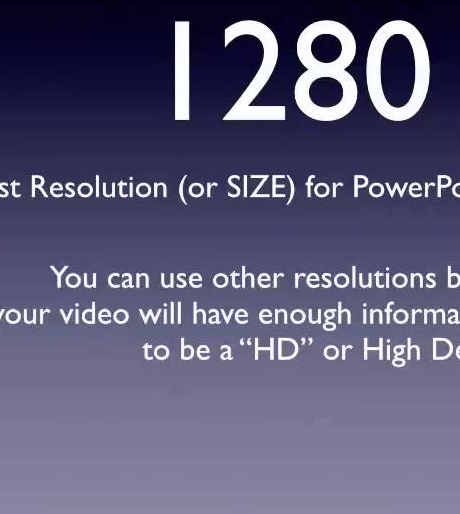 1280
st Resolution (or SIZE) for PowerPo
You can use other resolutions b
your video will have enough informa
to be a “HD” or High De